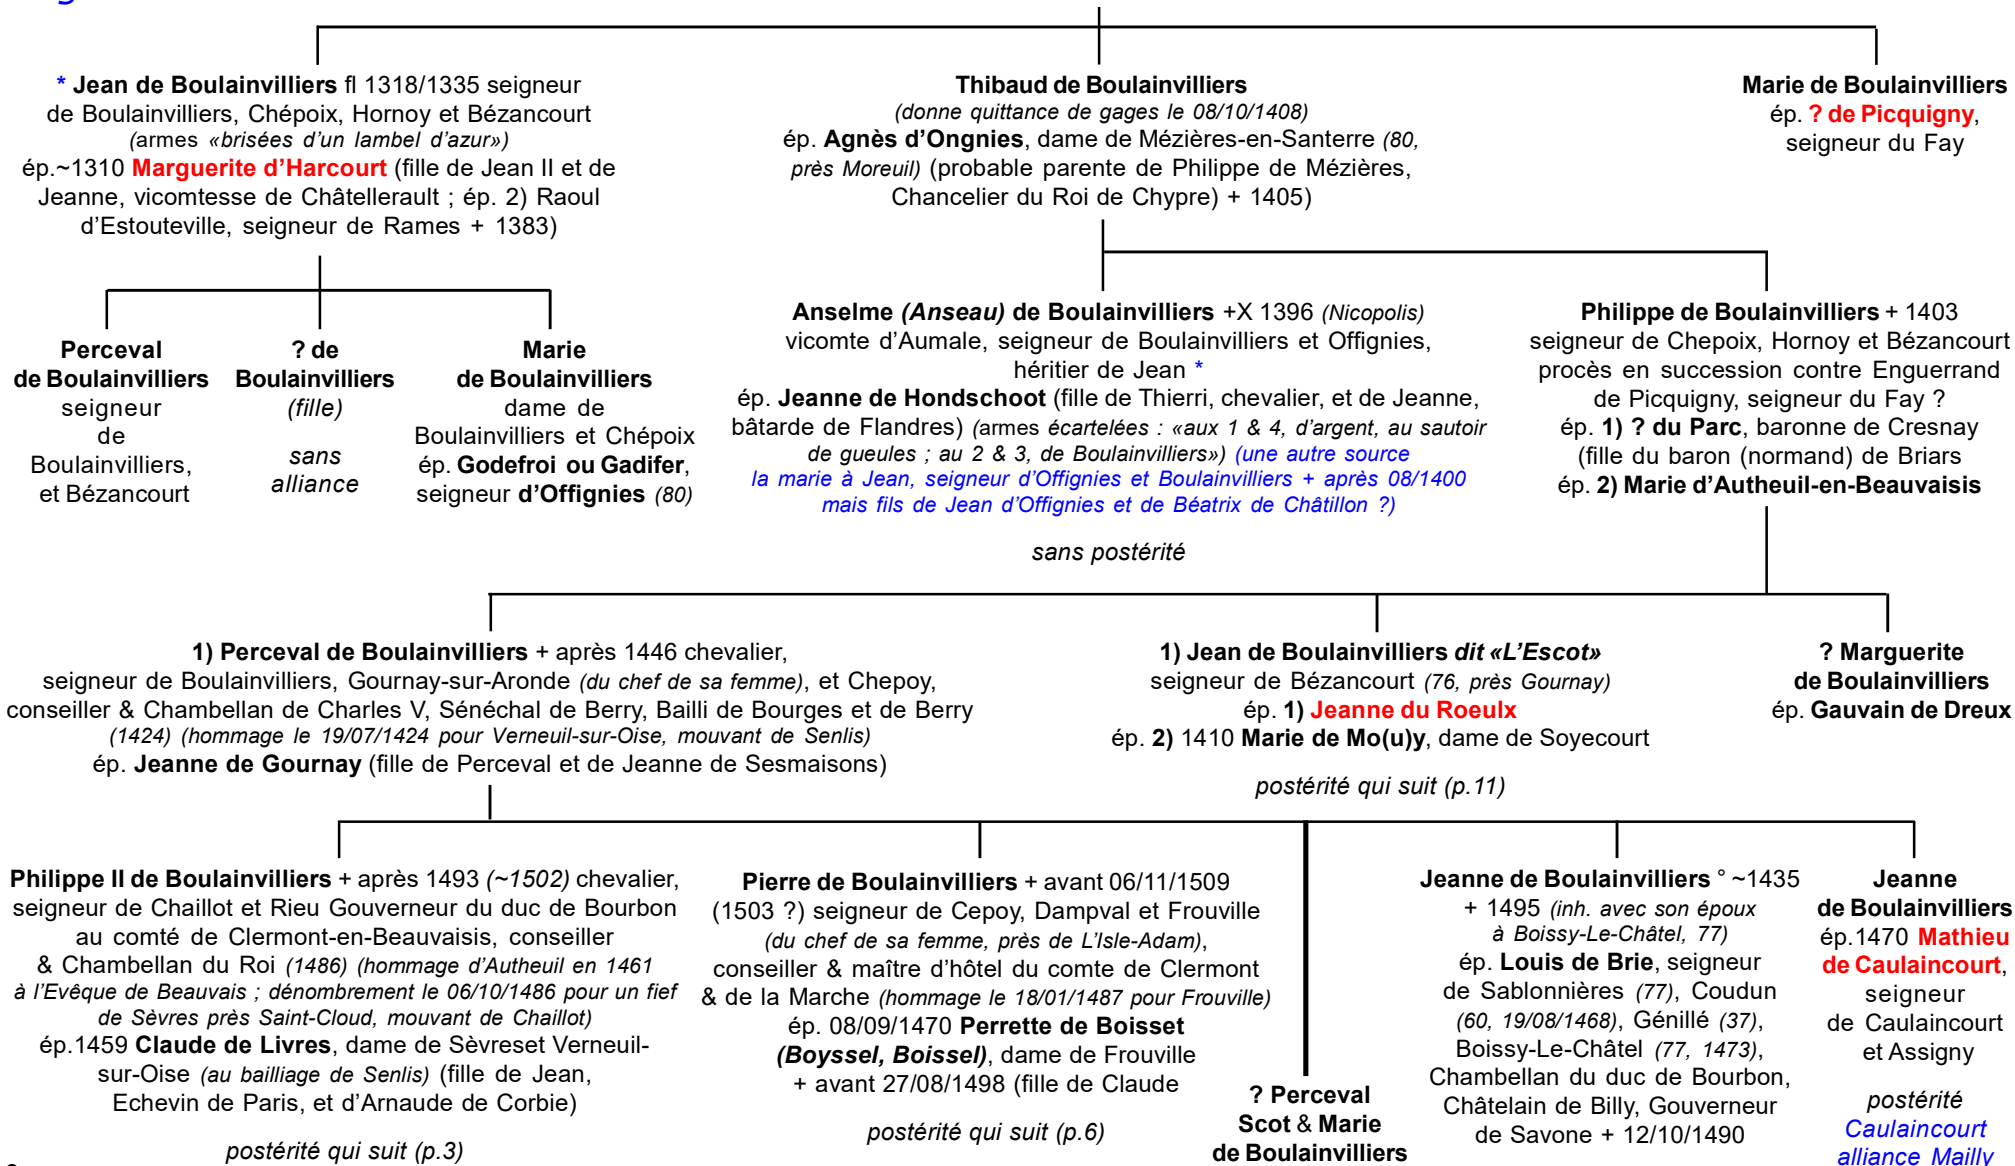 * Jean de Boulainvilliers fl 1318/1335 seigneur
de Boulainvilliers, Chépoix, Hornoy et Bézancourt
(armes «brisées d’un lambel d’azur»)
ép.~1310 Marguerite d’Harcourt (fille de Jean II et de
Jeanne, vicomtesse de Châtellerault ; ép. 2) Raoul
d’Estouteville, seigneur de Rames + 1383)
Thibaud de Boulainvilliers
(donne quittance de gages le 08/10/1408)
ép. Agnès d’Ongnies, dame de Mézières-en-Santerre (80,
près Moreuil) (probable parente de Philippe de Mézières,
Chancelier du Roi de Chypre) + 1405)
Marie de Boulainvilliers
ép. ? de Picquigny,
seigneur du Fay
Perceval
de Boulainvilliers
seigneur
de
Boulainvilliers,
et Bézancourt
? de
Boulainvilliers
(fille)
sans
alliance
Marie
de Boulainvilliers
dame de
Boulainvilliers et Chépoix
ép. Godefroi ou Gadifer,
seigneur d’Offignies (80)
Anselme (Anseau) de Boulainvilliers +X 1396 (Nicopolis)
vicomte d’Aumale, seigneur de Boulainvilliers et Offignies,
héritier de Jean *
ép. Jeanne de Hondschoot (fille de Thierri, chevalier, et de Jeanne,
bâtarde de Flandres) (armes écartelées : «aux 1 & 4, d’argent, au sautoir
de gueules ; au 2 & 3, de Boulainvilliers») (une autre source
la marie à Jean, seigneur d’Offignies et Boulainvilliers + après 08/1400
mais fils de Jean d’Offignies et de Béatrix de Châtillon ?)
sans postérité
Philippe de Boulainvilliers + 1403
seigneur de Chepoix, Hornoy et Bézancourt
procès en succession contre Enguerrand
de Picquigny, seigneur du Fay ?
ép. 1) ? du Parc, baronne de Cresnay
(fille du baron (normand) de Briars
ép. 2) Marie d’Autheuil-en-Beauvaisis
1) Perceval de Boulainvilliers + après 1446 chevalier,
seigneur de Boulainvilliers, Gournay-sur-Aronde (du chef de sa femme), et Chepoy,
conseiller & Chambellan de Charles V, Sénéchal de Berry, Bailli de Bourges et de Berry
(1424) (hommage le 19/07/1424 pour Verneuil-sur-Oise, mouvant de Senlis)
ép. Jeanne de Gournay (fille de Perceval et de Jeanne de Sesmaisons)
1) Jean de Boulainvilliers dit «L’Escot»
seigneur de Bézancourt (76, près Gournay)
ép. 1) Jeanne du Roeulx
ép. 2) 1410 Marie de Mo(u)y, dame de Soyecourt
postérité qui suit (p.11)
? Marguerite
de Boulainvilliers
ép. Gauvain de Dreux
Philippe II de Boulainvilliers + après 1493 (~1502) chevalier,
seigneur de Chaillot et Rieu Gouverneur du duc de Bourbon
au comté de Clermont-en-Beauvaisis, conseiller
& Chambellan du Roi (1486) (hommage d’Autheuil en 1461
à l’Evêque de Beauvais ; dénombrement le 06/10/1486 pour un fief
de Sèvres près Saint-Cloud, mouvant de Chaillot)
ép.1459 Claude de Livres, dame de Sèvreset Verneuil-
sur-Oise (au bailliage de Senlis) (fille de Jean,
Echevin de Paris, et d’Arnaude de Corbie)
postérité qui suit (p.3)
Pierre de Boulainvilliers + avant 06/11/1509
(1503 ?) seigneur de Cepoy, Dampval et Frouville
(du chef de sa femme, près de L’Isle-Adam),
conseiller & maître d’hôtel du comte de Clermont
& de la Marche (hommage le 18/01/1487 pour Frouville)
ép. 08/09/1470 Perrette de Boisset
(Boyssel, Boissel), dame de Frouville
+ avant 27/08/1498 (fille de Claude
postérité qui suit (p.6)
? Perceval
Scot & Marie
de Boulainvilliers
Jeanne de Boulainvilliers ° ~1435
+ 1495 (inh. avec son époux
à Boissy-Le-Châtel, 77)
ép. Louis de Brie, seigneur
de Sablonnières (77), Coudun
(60, 19/08/1468), Génillé (37),
Boissy-Le-Châtel (77, 1473),
Chambellan du duc de Bourbon,
Châtelain de Billy, Gouverneur
de Savone + 12/10/1490
Jeanne
de Boulainvilliers
ép.1470 Mathieu
de Caulaincourt,
seigneur
de Caulaincourt
et Assigny
postérité
Caulaincourt
alliance Mailly